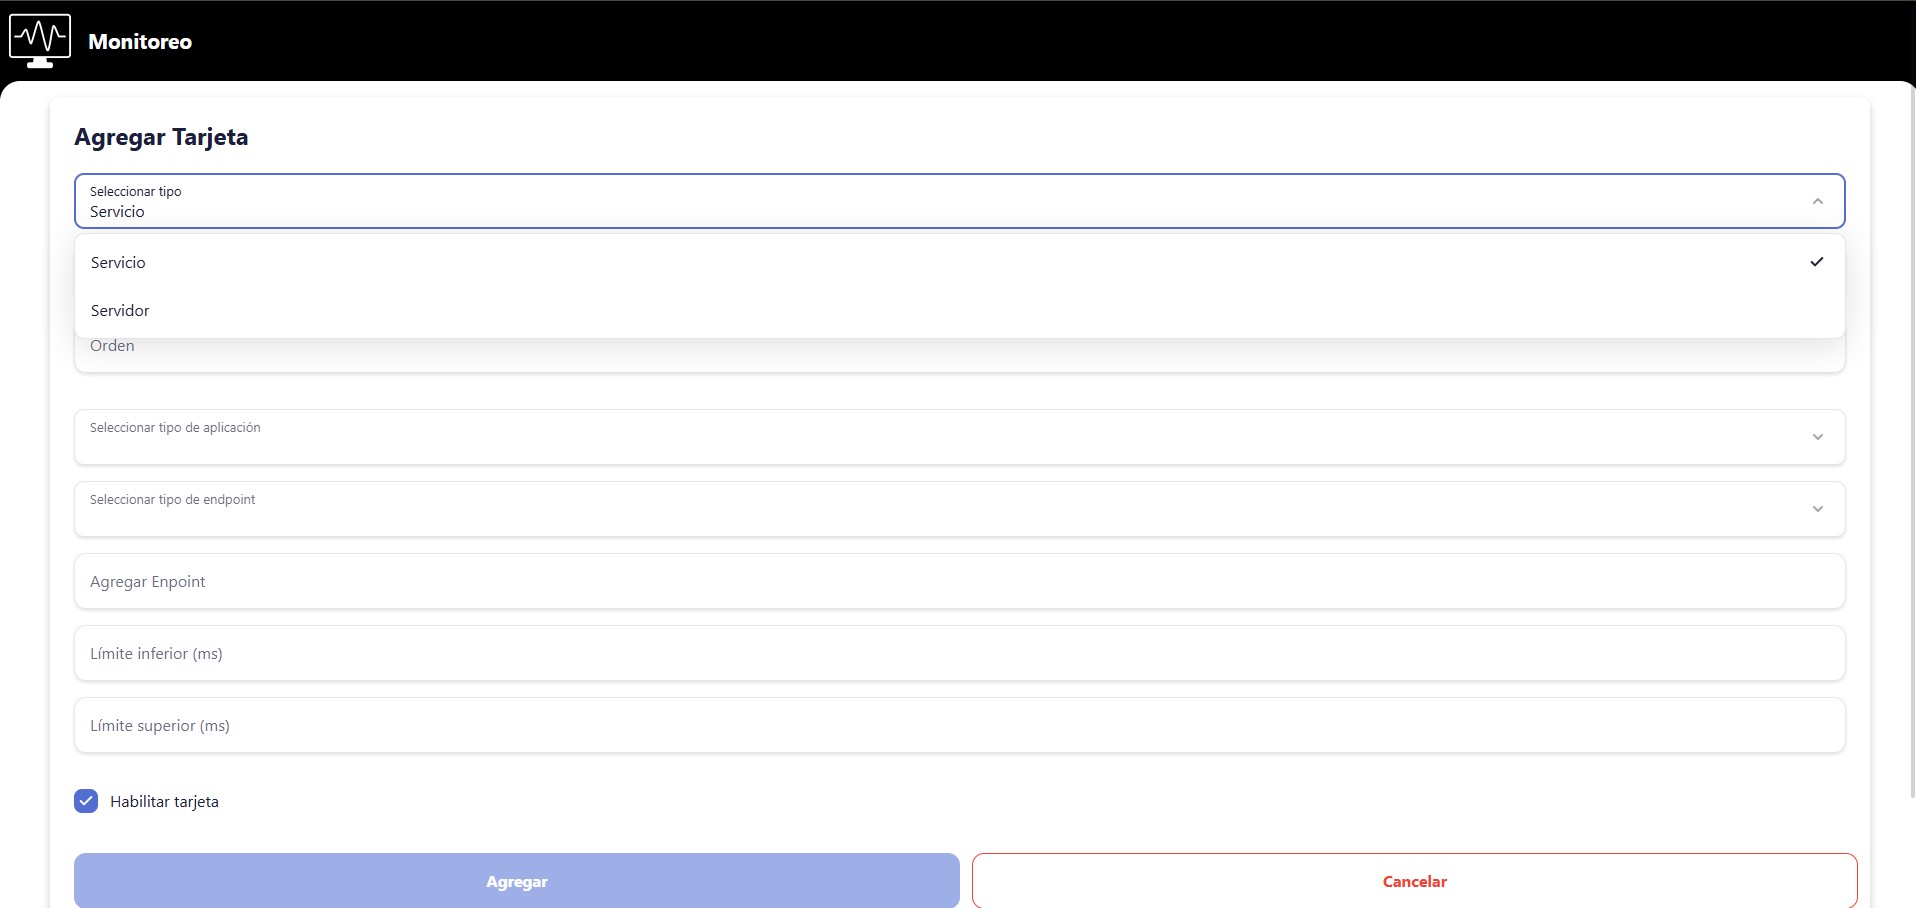 Monitoreo
Agregar Tarjeta
Seleccionar tipo
Servicio
Servicio
Servidor
Orden
Seleccionar tipo de aplicación
Seleccionar tipo de endpoint
Agregar Enpoint
Límite inferior (ms)
Límite superior (ms)
Habilitar tarjeta
Agregar
Cancelar